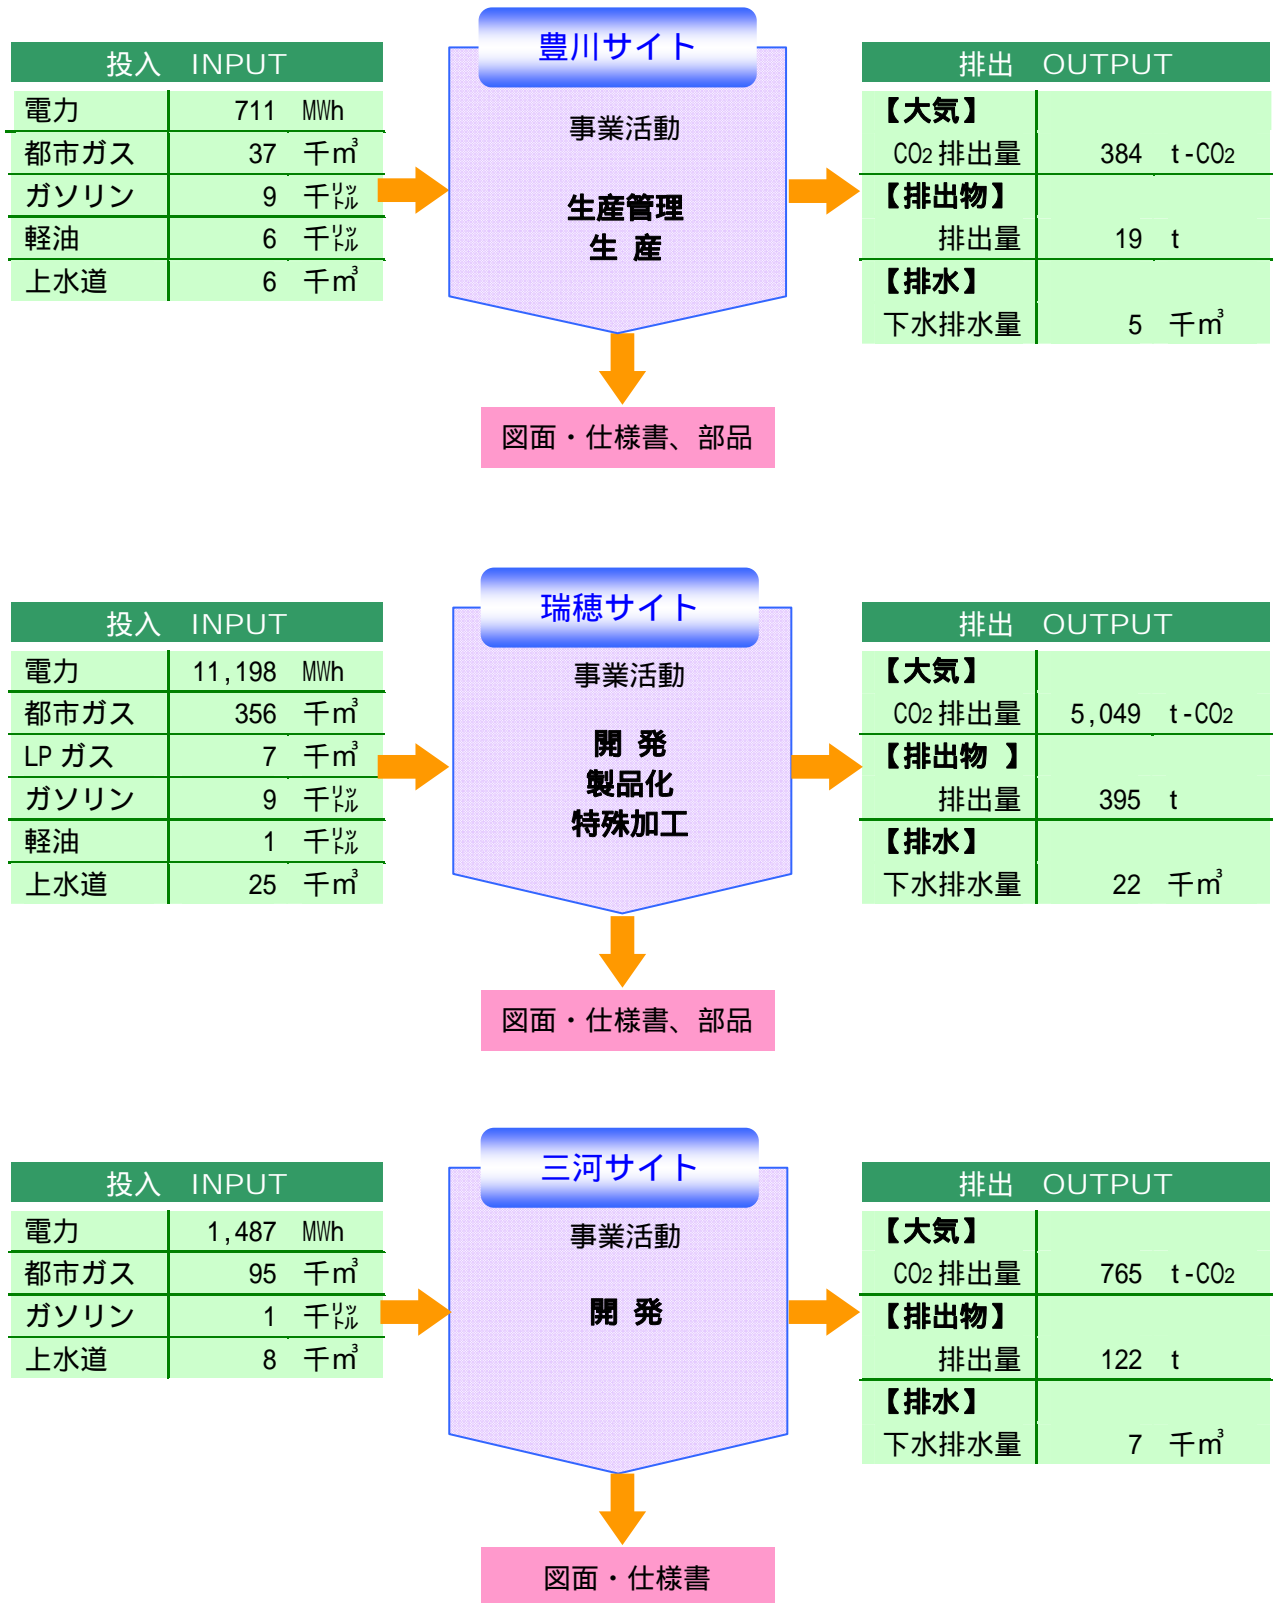 豊川サイト
投入 INPUT
電力 711 MWh
都市ガス 37 千㎥
ガソリン 9 千㍑
軽油 6 千㍑
上水道 6 千㎥
事業活動
生産管理
生 産
排出 OUTPUT
【大気】
CO2排出量 384 t-CO2
【排出物】
排出量 19 t
【排水】
下水排水量 5 千㎥
図面・仕様書、部品
瑞穂サイト
投入 INPUT
電力 11,198 MWh
都市ガス 356 千㎥
LPガス 7 千㎥
ガソリン 9 千㍑
軽油 1 千㍑
上水道 25 千㎥
事業活動
開 発
製品化
特殊加工
排出 OUTPUT
【大気】
CO2排出量 5,049 t-CO2
【排出物 】
排出量 395 t
【排水】
下水排水量 22 千㎥
図面・仕様書、部品
三河サイト
投入 INPUT
電力 1,487 MWh
都市ガス 95 千㎥
ガソリン 1 千㍑
上水道 8 千㎥
事業活動
開 発
排出 OUTPUT
【大気】
CO2排出量 765 t-CO2
【排出物】
排出量 122 t
【排水】
下水排水量 7 千㎥
図面・仕様書